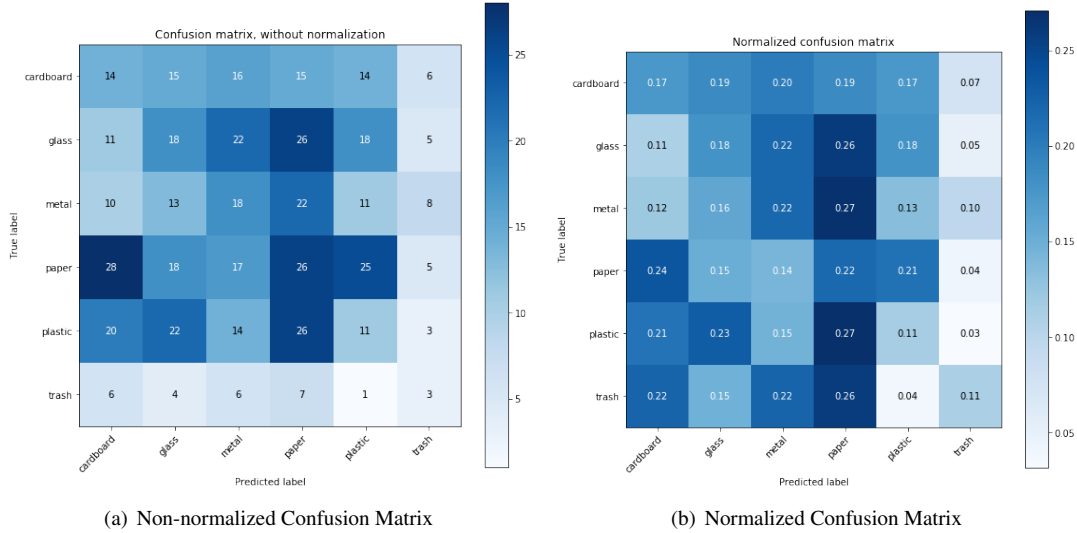 Confusion matrix, without normalization
cardboard 14 15 16 15 14 6
glass 11 18 22 26 18 5
metal 10 13 18 22 11 8
paper 28 18 17 26 25 5
plastic 20 22 14 26 11 3
trash 6 4 6 7 1 3
True label
cardboard glass metal paper plastic trash
Predicted label
25
20
15
10
5
(a) Non-normalized Confusion Matrix
Normalized confusion matrix
cardboard 0.17 0.19 0.20 0.19 0.17 0.07
glass 0.11 0.18 0.22 0.26 0.18 0.05
metal 0.12 0.16 0.22 0.27 0.13 0.10
paper 0.24 0.15 0.14 0.22 0.21 0.04
plastic 0.21 0.23 0.15 0.27 0.11 0.03
trash 0.22 0.15 0.22 0.26 0.04 0.11
True label
cardboard glass metal paper plastic trash
Predicted label
0.25
0.20
0.15
0.10
0.05
(b) Normalized Confusion Matrix